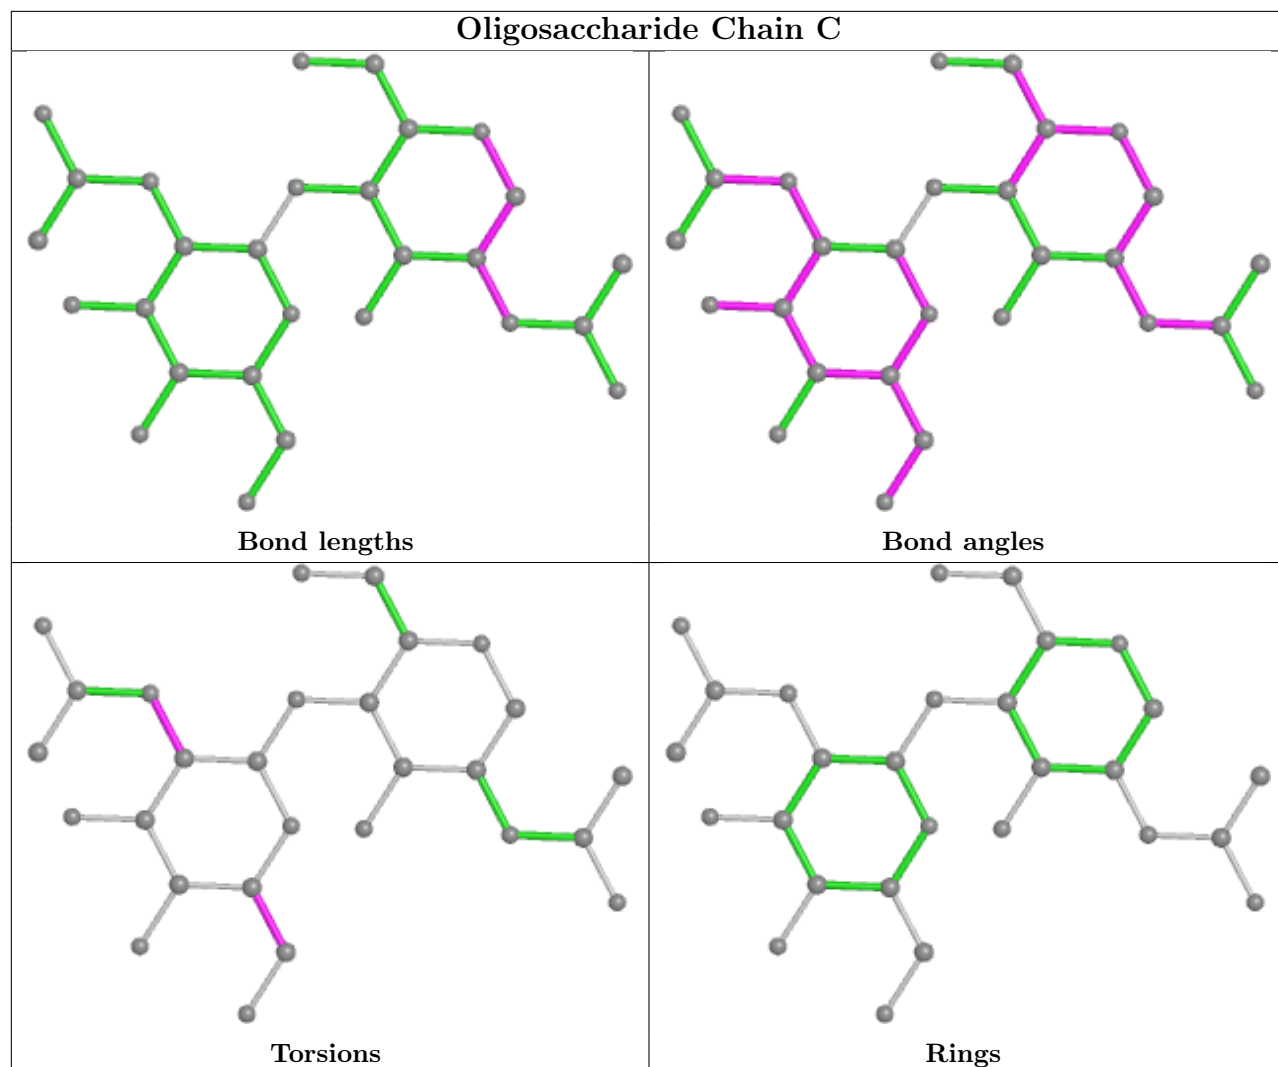 Oligosaccharide Chain C
Bond lengths
Bond angles
Torsions
Rings